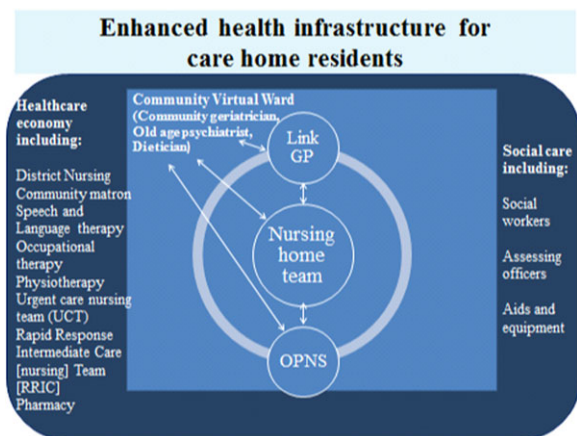 Enhanced health infrastructure for
care home residents
Healthcare
economy
including:
District Nursing
Community matron
Speech and
Language therapy
Occupational
therapy
Physiotherapy
Urgent care nursing
team (UCT)
Rapid Response
Intermediate Care
[nursing] Team
[RRIC]
Pharmacy
Community Virtual Ward
(Community geriatrician,
Old age psychiatrist,
Dietician)
Link
GP
Nursing
home
team
OPNS
Social care
including:
Social
workers
Assessing
officers
Aids and
equipment